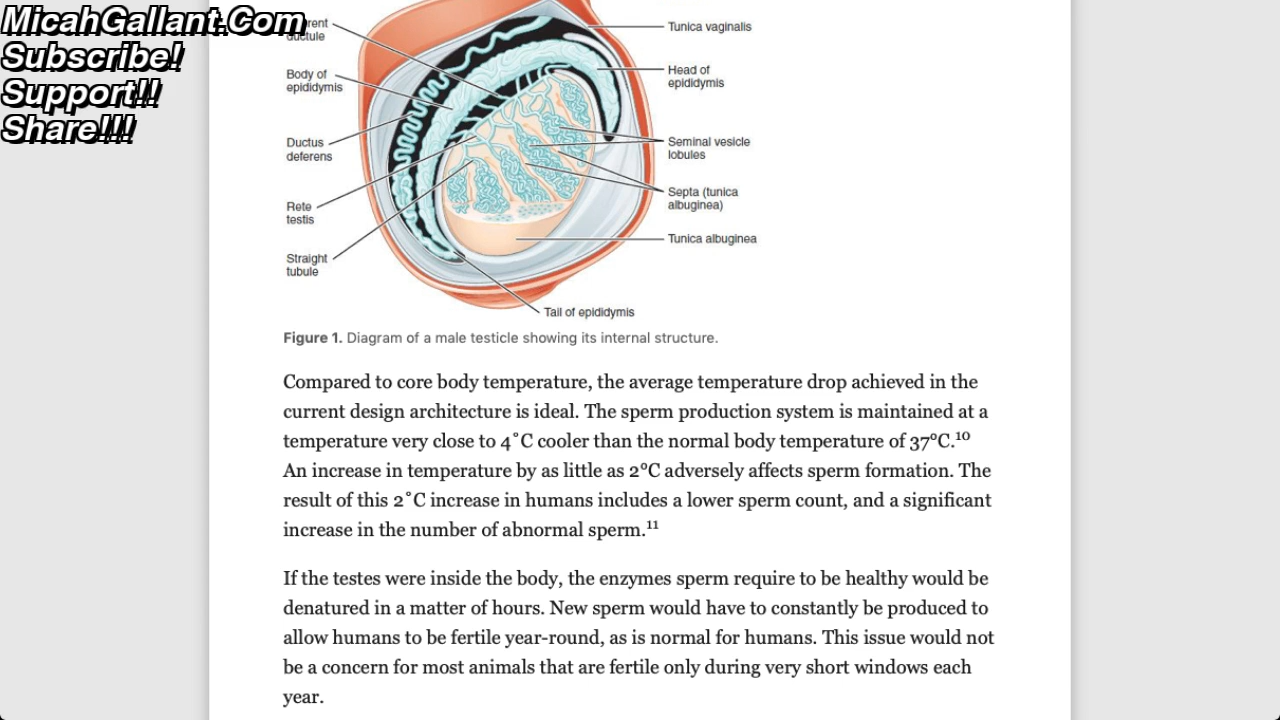 MicahGallant.Com
Subscribe!
Support!!
Share!!!
ductule
Body of
epididymis
Ductus
deferens
Rete
testis
Straight
tubule
Tunica vaginalis
Head of
epididymis
Seminal vesicle
lobules
Septa (tunica
albuginea)
Tunica albuginea
Tail of epididymis
Figure 1. Diagram of a male testicle showing its internal structure.
Compared to core body temperature, the average temperature drop achieved in the
current design architecture is ideal. The sperm production system is maintained at a
temperature very close to 4˚C cooler than the normal body temperature of 37ºC.¹⁰
An increase in temperature by as little as 2ºC adversely affects sperm formation. The
result of this 2˚C increase in humans includes a lower sperm count, and a significant
increase in the number of abnormal sperm.¹¹
If the testes were inside the body, the enzymes sperm require to be healthy would be
denatured in a matter of hours. New sperm would have to constantly be produced to
allow humans to be fertile year-round, as is normal for humans. This issue would not
be a concern for most animals that are fertile only during very short windows each
year.